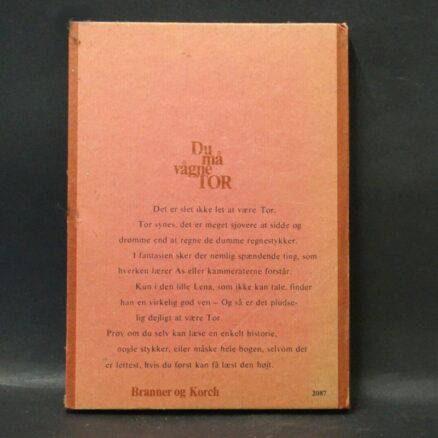 Du
må
vågne
TOR
Det er slet ikke let at være Tor.
Tor synes, det er meget sjovere at sidde og
drømme end at regne de dumme regnestykker.
I fantasien sker der nemlig spændende ting, som
hverken lærer As eller kammeraterne forstår.
Kun i den lille Lena, som ikke kan tale, finder
han en virkelig god ven – Og så er det pludse-
lig dejligt at være Tor.
Prøv om du selv kan læse en enkelt historie,
nogle stykker, eller måske hele bogen, selvom det
er lettest, hvis du først kan få læst den højt.
Branner og Korch
2087